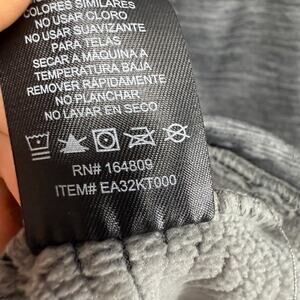 COLORES SIMILARES
NO USAR CLORO
NO USAR SUAVIZANTE
PARA TELAS
SECAR A MÁQUINA A
TEMPERATURA BAJA
REMOVER RÁPIDAMENTE
NO PLANCHAR
NO LAVAR EN SECO
RN# 164809
ITEM# EA32KT000